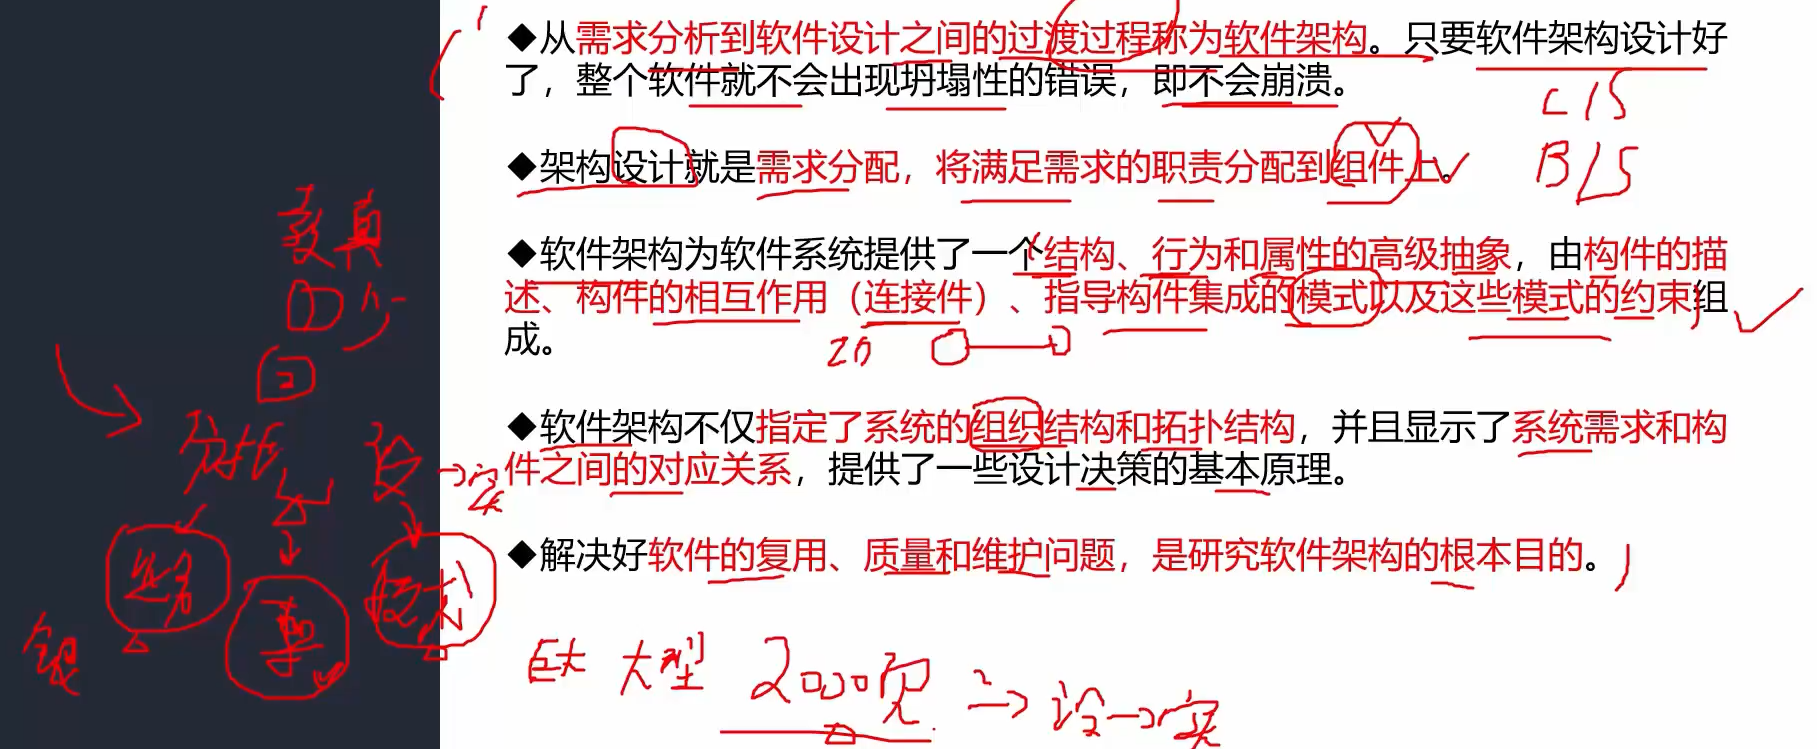 ◆从需求分析到软件设计之间的过渡过程称为软件架构。只要软件架构设计好
了，整个软件就不会出现坍塌性的错误，即不会崩溃。
C/S
◆架构设计就是需求分配，将满足需求的职责分配到组件上。
B/S
◆软件架构为软件系统提供了一个结构、行为和属性的高级抽象，由构件的描
述、构件的相互作用（连接件）、指导构件集成的模式以及这些模式的约束组
成。
◆软件架构不仅指定了系统的组织结构和拓扑结构，并且显示了系统需求和构
件之间的对应关系，提供了一些设计决策的基本原理。
◆解决好软件的复用、质量和维护问题，是研究软件架构的根本目的。
大型 2000页